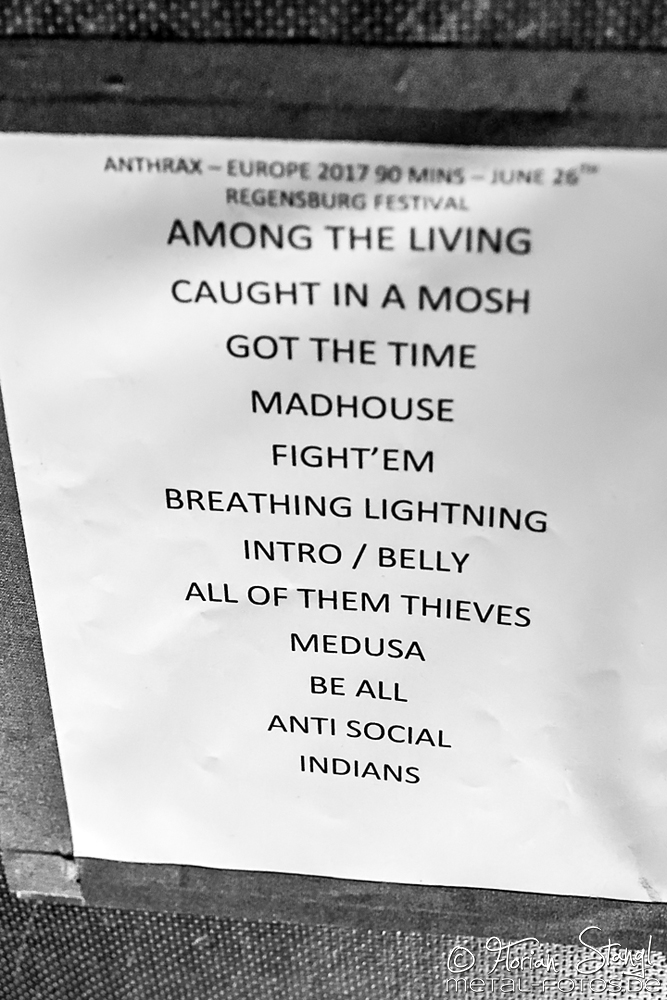 ANTHRAX – EUROPE 2017 90 MINS – JUNE 26TH
REGENSBURG FESTIVAL
AMONG THE LIVING
CAUGHT IN A MOSH
GOT THE TIME
MADHOUSE
FIGHT'EM
BREATHING LIGHTNING
INTRO / BELLY
ALL OF THEM THIEVES
MEDUSA
BE ALL
ANTI SOCIAL
INDIANS
© Florian Stangl
METAL-FOTOS.DE